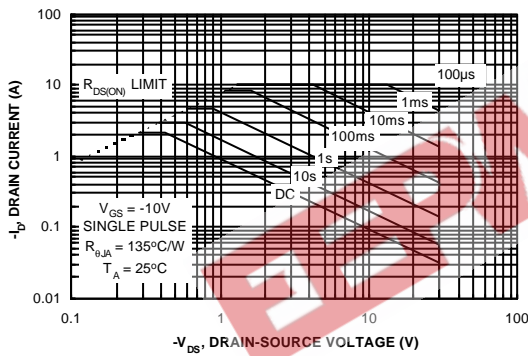 100
10
1
0.1
0.01
-I_D, DRAIN CURRENT (A)
R_DS(ON) LIMIT
100µs
1ms
10ms
100ms
1s
10s
DC
V_GS = -10V
SINGLE PULSE
R_θJA = 135°C/W
T_A = 25°C
0.1
1
10
100
-V_DS, DRAIN-SOURCE VOLTAGE (V)